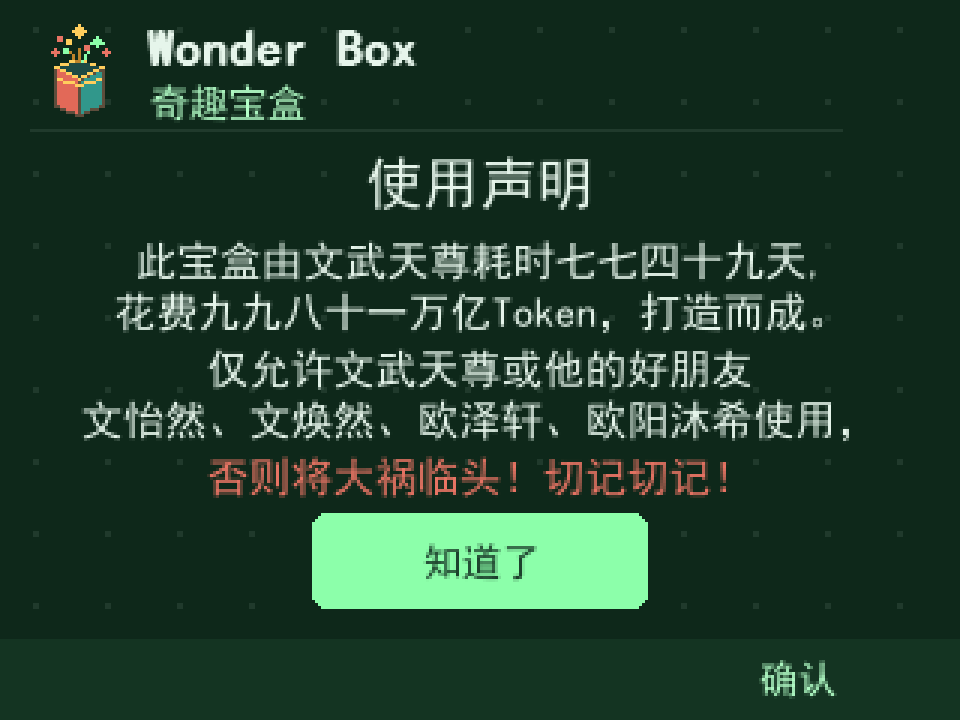 Wonder Box
奇趣宝盒
使用声明
此宝盒由文武天尊耗时七七四十九天，
花费九九八十一万亿Token，打造而成。
仅允许文武天尊或他的好朋友
文怡然、文焕然、欧泽轩、欧阳沐希使用，
否则将大祸临头！切记切记！
知道了
确认